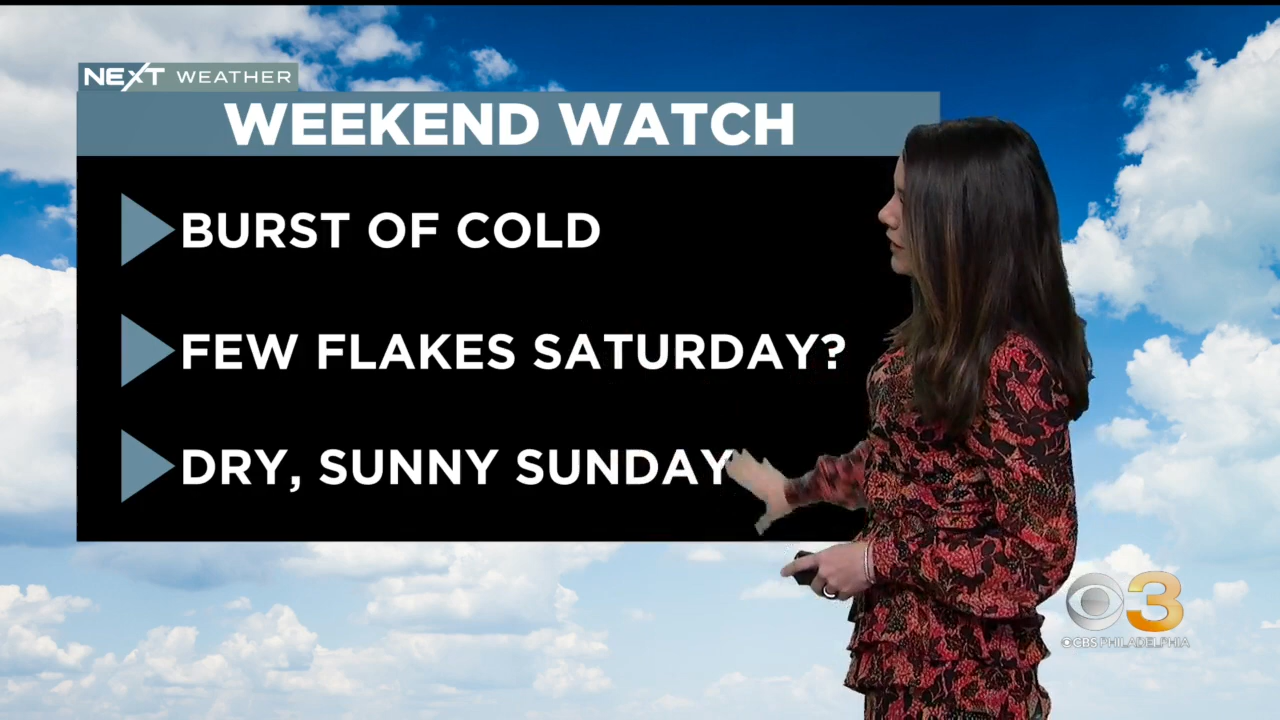 NEXT WEATHER
WEEKEND WATCH
BURST OF COLD
FEW FLAKES SATURDAY?
DRY, SUNNY SUNDAY
3
CBS PHILADELPHIA